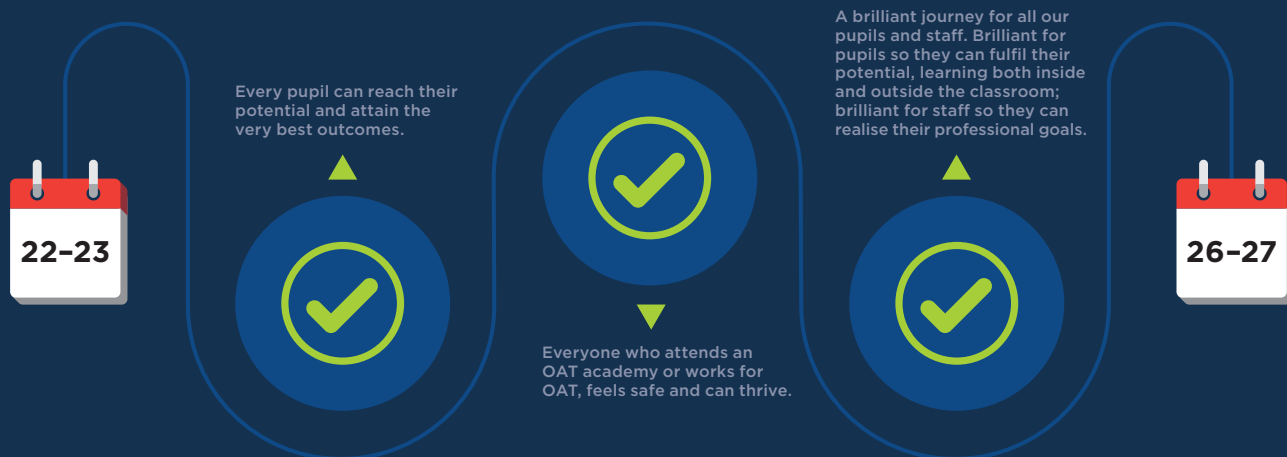 22–23
Every pupil can reach their
potential and attain the
very best outcomes.
Everyone who attends an
OAT academy or works for
OAT, feels safe and can thrive.
A brilliant journey for all our
pupils and staff. Brilliant for
pupils so they can fulfil their
potential, learning both inside
and outside the classroom;
brilliant for staff so they can
realise their professional goals.
26–27